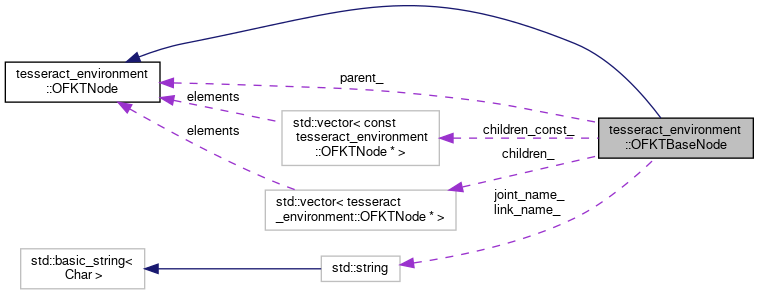 tesseract_environment
::OFKTNode
parent_
elements
std::vector< const
tesseract_environment
::OFKTNode * >
children_const_
tesseract_environment
::OFKTBaseNode
elements
children_
std::vector< tesseract
_environment::OFKTNode * >
joint_name_
link_name_
std::basic_string<
Char >
std::string